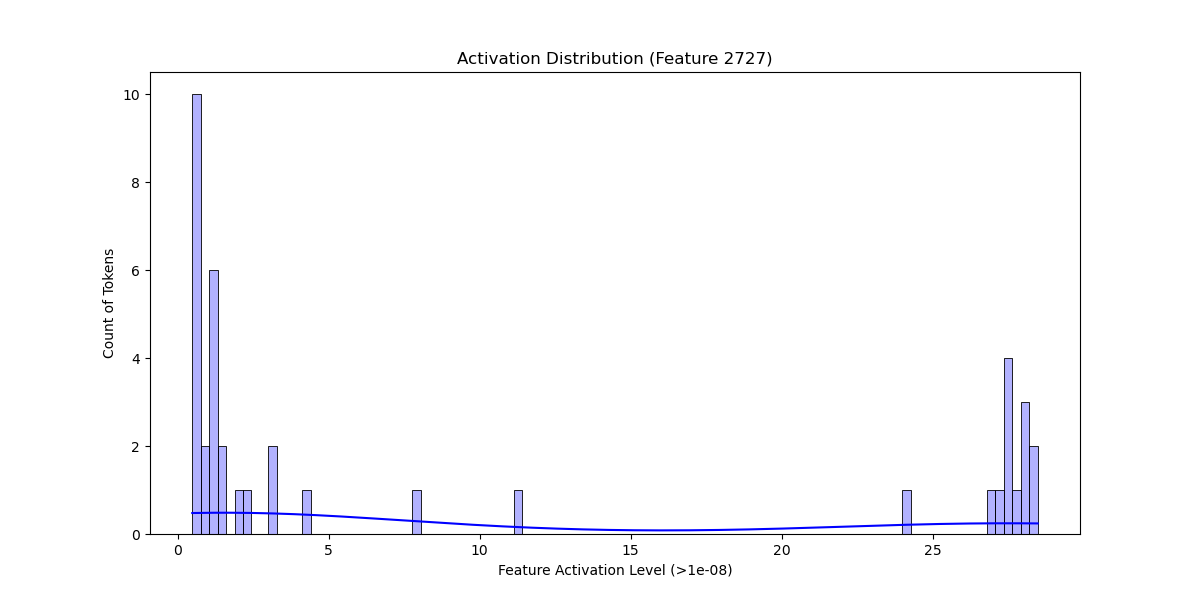 Activation Distribution (Feature 2727)
Count of Tokens
10
8
6
4
2
0
0 5 10 15 20 25
Feature Activation Level (>1e-08)